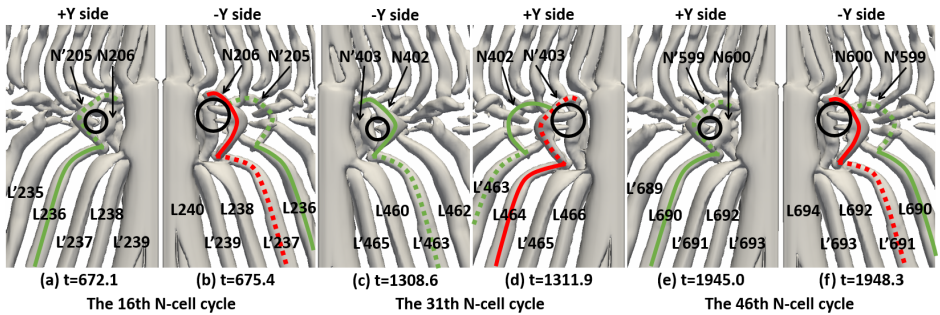 +Y side
-Y side
-Y side
+Y side
+Y side
-Y side
N'205 N206
N206 N'205
N'403 N402
N402 N'403
N'599 N600
N600 N'599
L'235
L236
L238
L'237
L'239
L240
L238
L236
L'239
L'237
L460
L462
L'465
L'463
L'463
L464
L466
L'465
L'689
L690
L692
L'691
L'693
L694
L692
L690
L'693
L'691
(a) t=672.1
(b) t=675.4
(c) t=1308.6
(d) t=1311.9
(e) t=1945.0
(f) t=1948.3
The 16th N-cell cycle
The 31th N-cell cycle
The 46th N-cell cycle